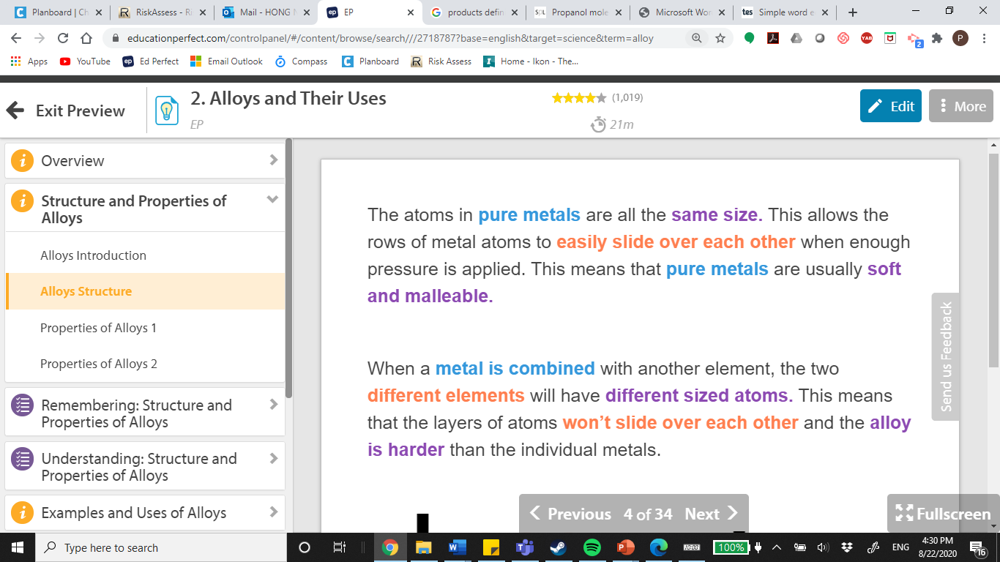 Planboard | Ch
RiskAssess - Ri
Mail - HONG N
EP
products defin
Propanol mole
Microsoft Wor
tes Simple word e
educationperfect.com/controlpanel/#/content/browse/search///2718787?base=english&target=science&term=alloy
Apps
YouTube
ep Ed Perfect
Email Outlook
Compass
Planboard
Risk Assess
Home - Ikon - The...
Exit Preview
2. Alloys and Their Uses
EP
(1,019)
21m
Edit
More
Overview
Structure and Properties of
Alloys
Alloys Introduction
Alloys Structure
Properties of Alloys 1
Properties of Alloys 2
Remembering: Structure and
Properties of Alloys
Understanding: Structure and
Properties of Alloys
Examples and Uses of Alloys
The atoms in pure metals are all the same size. This allows the
rows of metal atoms to easily slide over each other when enough
pressure is applied. This means that pure metals are usually soft
and malleable.
When a metal is combined with another element, the two
different elements will have different sized atoms. This means
that the layers of atoms won't slide over each other and the alloy
is harder than the individual metals.
Send us Feedback
Previous 4 of 34 Next
Fullscreen
Type here to search
100%
ENG
4:30 PM
8/22/2020
16